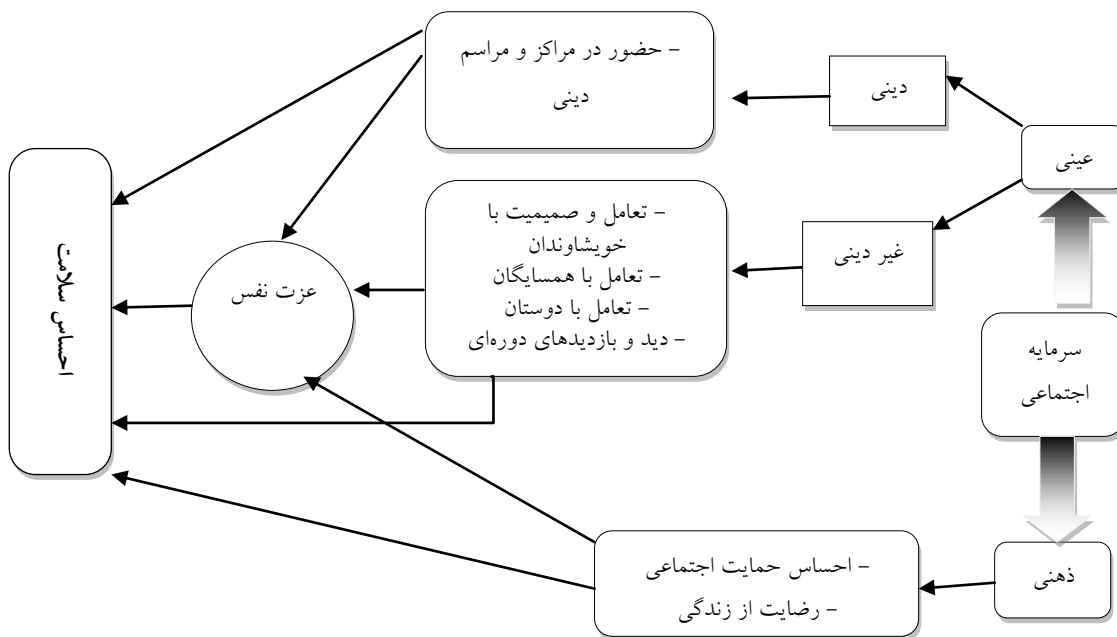 – حضور در مراکز و مراسم
دینی
دینی
عینی
– تعامل و صمیمیت با
خویشاوندان
– تعامل با همسایگان
– تعامل با دوستان
– دید و بازدیدهای دوره‌ای
غیر دینی
عزت نفس
احساس سلامت
سرمایه
اجتماعی
– احساس حمایت اجتماعی
– رضایت از زندگی
ذهنی